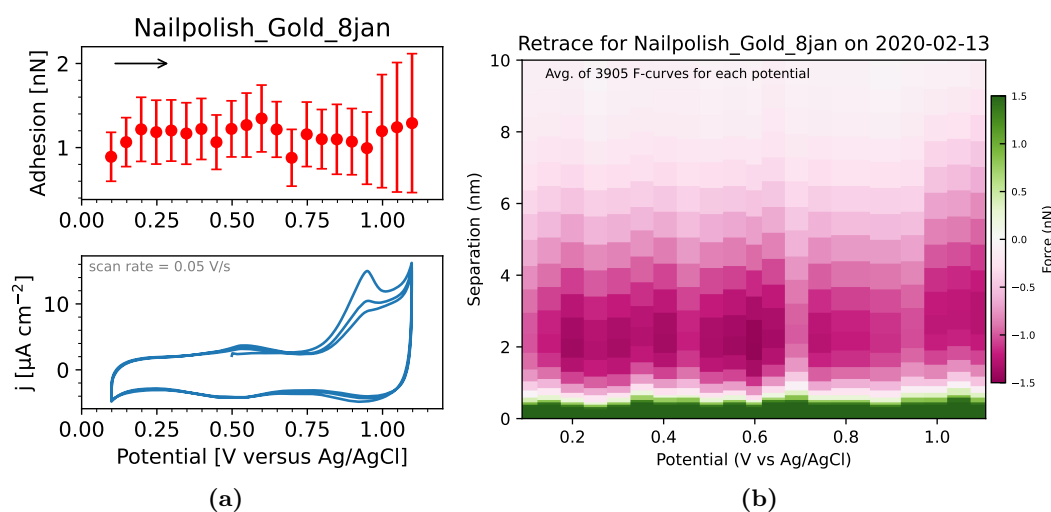 Nailpolish_Gold_8jan
Adhesion [nN]
2
1
0.00 0.25 0.50 0.75 1.00
scan rate = 0.05 V/s
j [µA cm−2]
10
0
0.00 0.25 0.50 0.75 1.00
Potential [V versus Ag/AgCl]
(a)
Retrace for Nailpolish_Gold_8jan on 2020-02-13
Avg. of 3905 F-curves for each potential
Separation (nm)
10
8
6
4
2
0
0.2 0.4 0.6 0.8 1.0
Potential (V vs Ag/AgCl)
1.5
1.0
0.5
0.0
−0.5
−1.0
−1.5
Force (nN)
(b)